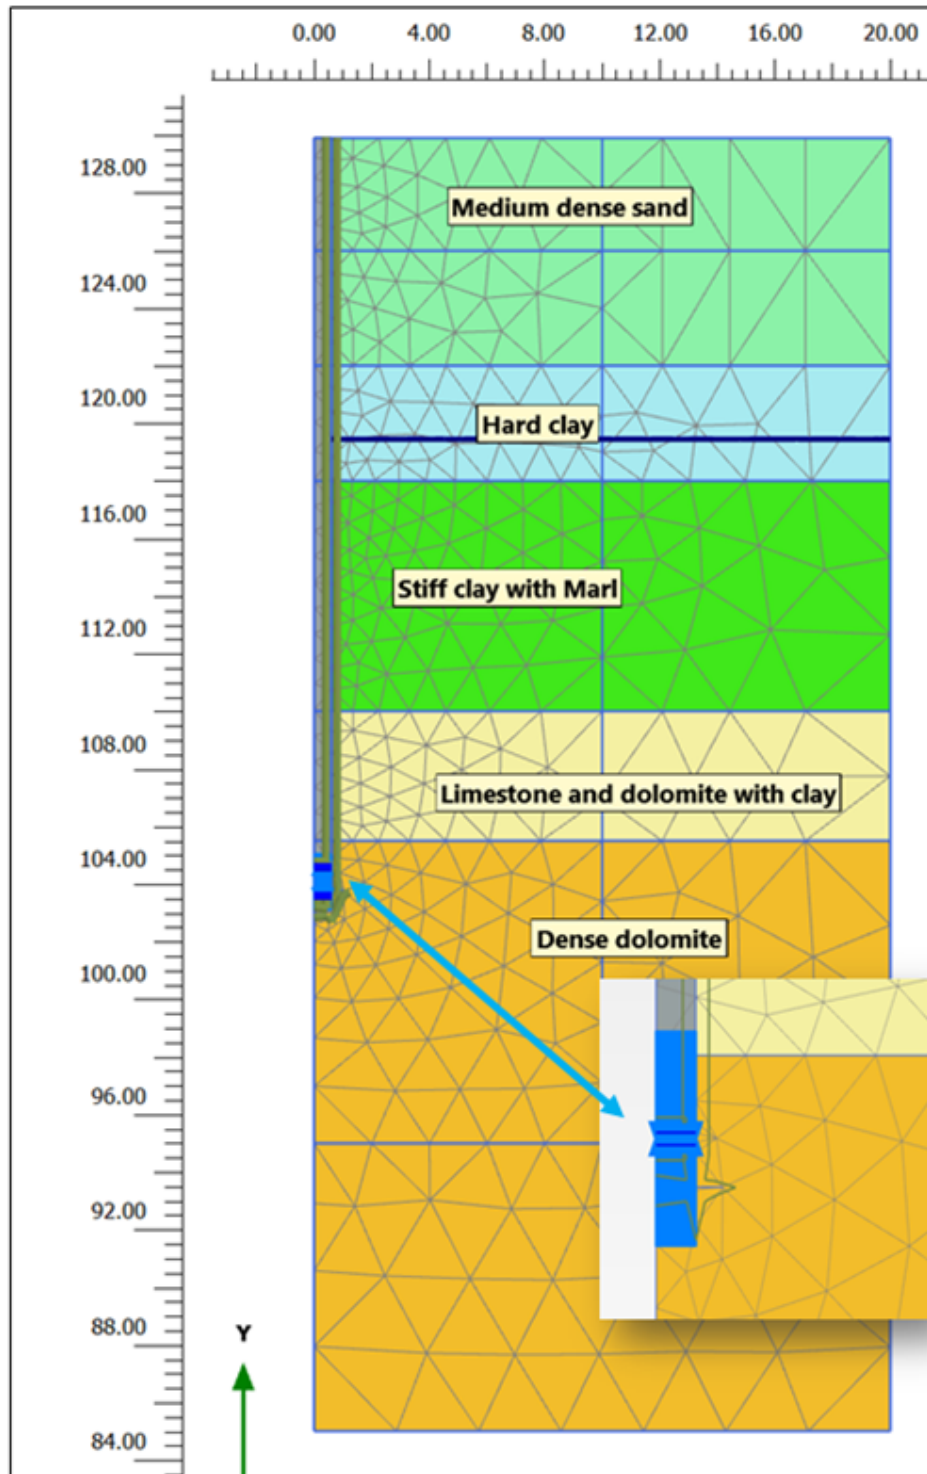 0.00 4.00 8.00 12.00 16.00 20.00
128.00
Medium dense sand
124.00
120.00
Hard clay
116.00
Stiff clay with Marl
112.00
108.00
Limestone and dolomite with clay
104.00
Dense dolomite
100.00
96.00
92.00
88.00
Y
84.00